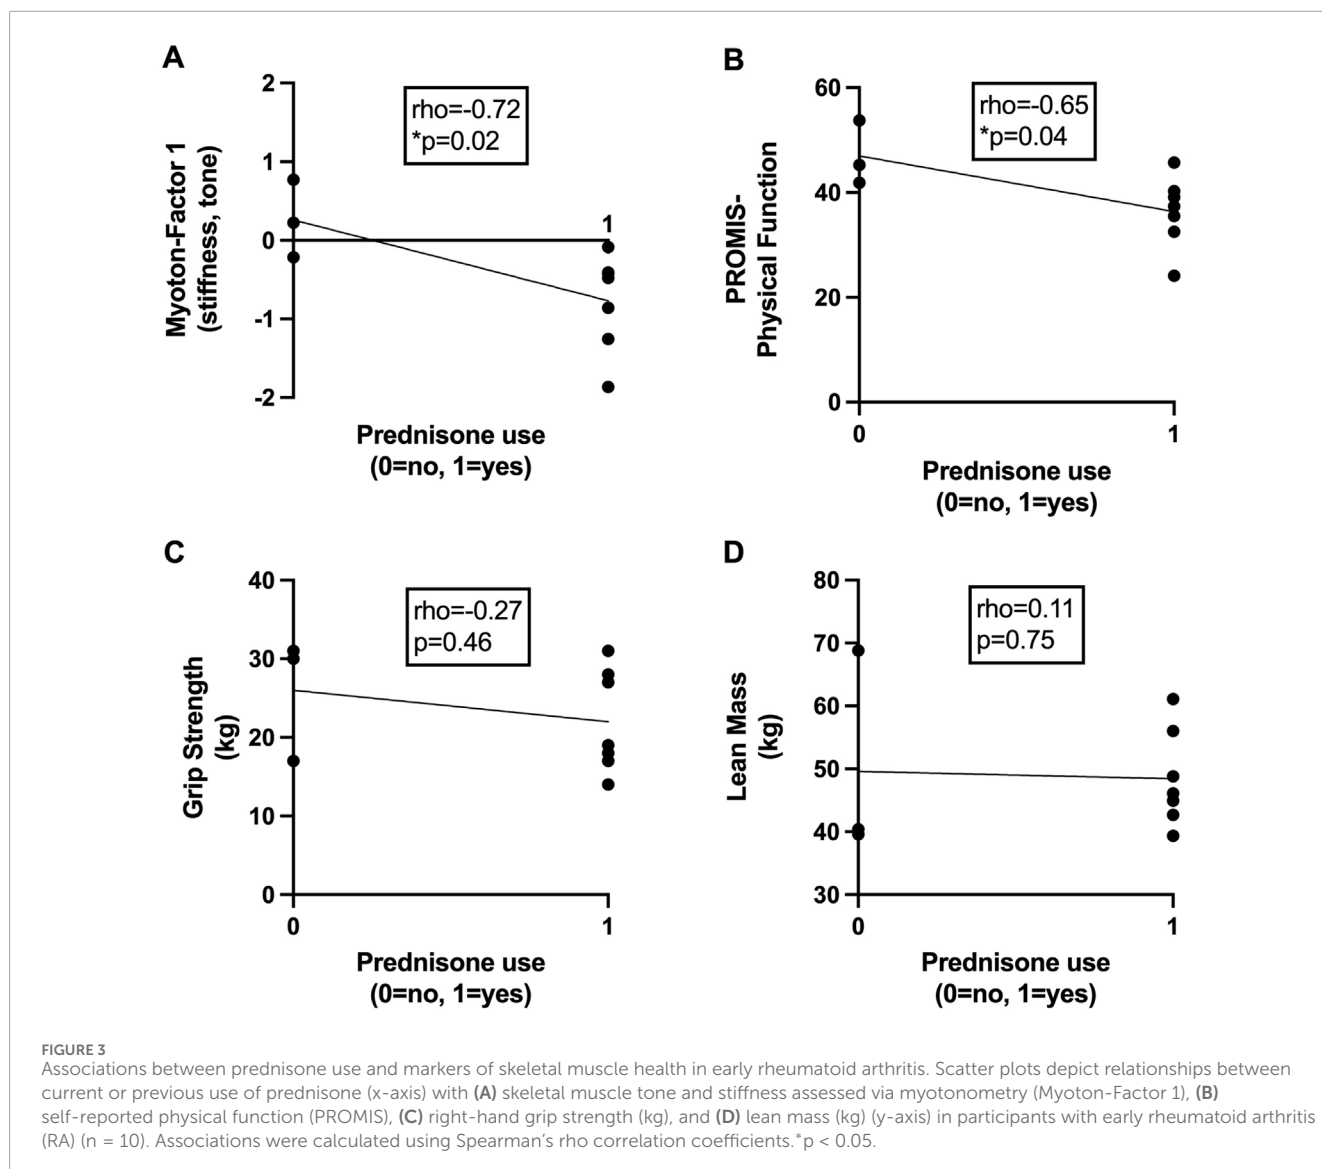 A
2
1
0
-1
-2
Myoton-Factor 1
(stiffness, tone)
rho=-0.72
*p=0.02
1
Prednisone use
(0=no, 1=yes)
B
60
40
20
0
PROMIS-
Physical Function
rho=-0.65
*p=0.04
0 1
Prednisone use
(0=no, 1=yes)
C
40
30
20
10
0
Grip Strength
(kg)
rho=-0.27
p=0.46
0 1
Prednisone use
(0=no, 1=yes)
D
80
70
60
50
40
30
Lean Mass
(kg)
rho=0.11
p=0.75
0 1
Prednisone use
(0=no, 1=yes)
FIGURE 3
Associations between prednisone use and markers of skeletal muscle health in early rheumatoid arthritis. Scatter plots depict relationships between
current or previous use of prednisone (x-axis) with (A) skeletal muscle tone and stiffness assessed via myotonometry (Myoton-Factor 1), (B)
self-reported physical function (PROMIS), (C) right-hand grip strength (kg), and (D) lean mass (kg) (y-axis) in participants with early rheumatoid arthritis
(RA) (n = 10). Associations were calculated using Spearman’s rho correlation coefficients.*p < 0.05.